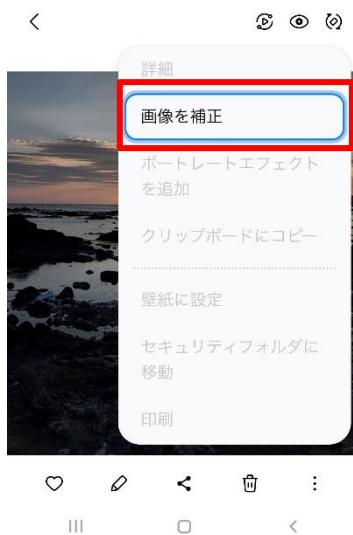 詳細
画像を補正
ポートレートエフェクト
を追加
クリップボードにコピー
壁紙に設定
セキュリティフォルダに
移動
印刷